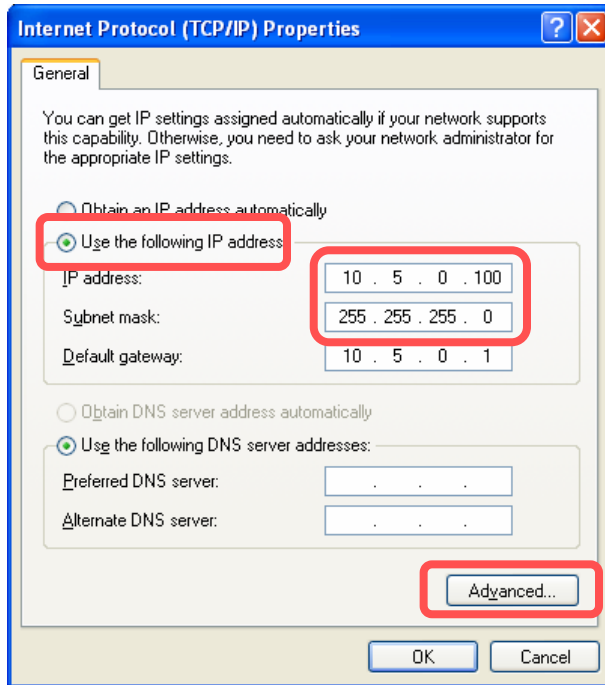 Internet Protocol (TCP/IP) Properties
General
You can get IP settings assigned automatically if your network supports
this capability. Otherwise, you need to ask your network administrator for
the appropriate IP settings.
Obtain an IP address automatically
Use the following IP address
IP address: 10 . 5 . 0 . 100
Subnet mask: 255 . 255 . 255 . 0
Default gateway: 10 . 5 . 0 . 1
Obtain DNS server address automatically
Use the following DNS server addresses:
Preferred DNS server: . . .
Alternate DNS server: . . .
Advanced...
OK Cancel